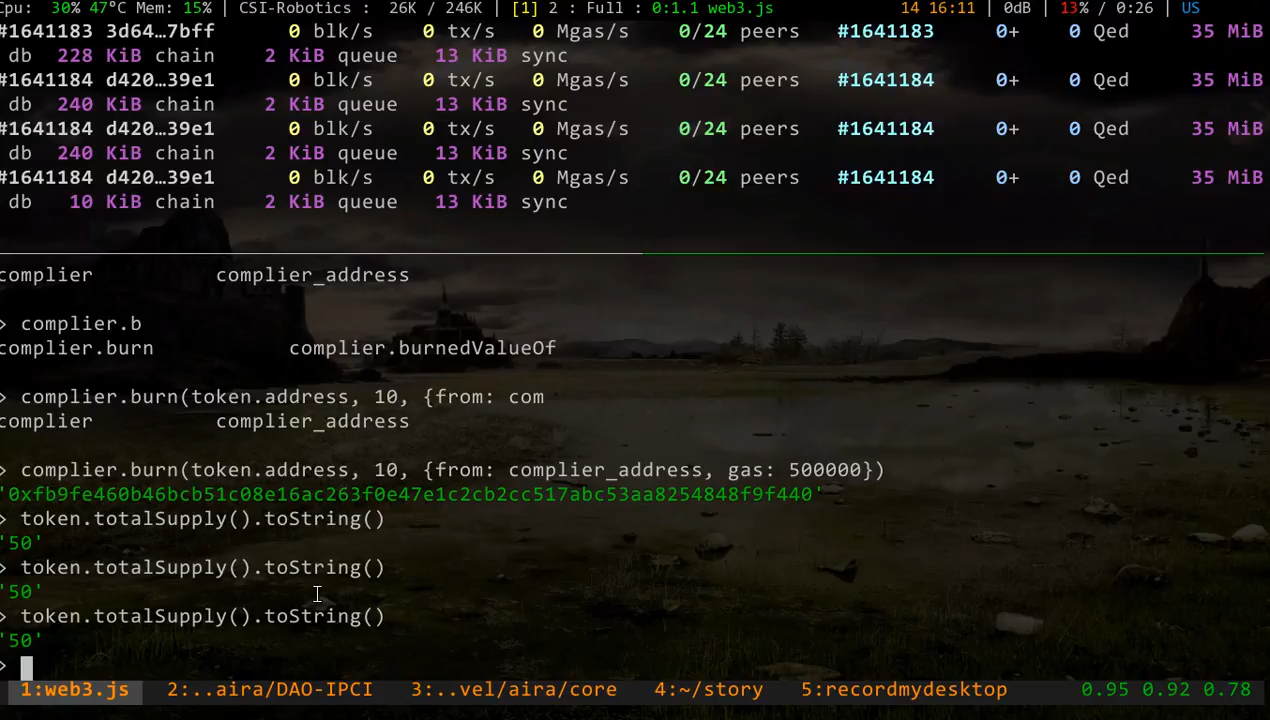 Cpu: 30% 47°C Mem: 15% | CSI-Robotics : 26K / 246K | [1] 2 : Full : 0:1.1 web3.js 14 16:11 | 0dB | 13% / 0:26 | US
#1641183 3d64…7bff 0 blk/s 0 tx/s 0 Mgas/s 0/24 peers #1641183 0+ 0 Qed 35 MiB
db 228 KiB chain 2 KiB queue 13 KiB sync
#1641184 d420…39e1 0 blk/s 0 tx/s 0 Mgas/s 0/24 peers #1641184 0+ 0 Qed 35 MiB
db 240 KiB chain 2 KiB queue 13 KiB sync
#1641184 d420…39e1 0 blk/s 0 tx/s 0 Mgas/s 0/24 peers #1641184 0+ 0 Qed 35 MiB
db 240 KiB chain 2 KiB queue 13 KiB sync
#1641184 d420…39e1 0 blk/s 0 tx/s 0 Mgas/s 0/24 peers #1641184 0+ 0 Qed 35 MiB
db 10 KiB chain 2 KiB queue 13 KiB sync
complier complier_address
> complier.b
complier.burn complier.burnedValueOf
> complier.burn(token.address, 10, {from: com
complier complier_address
> complier.burn(token.address, 10, {from: complier_address, gas: 500000})
'0xfb9fe460b46bcb51c08e16ac263f0e47e1c2cb2cc517abc53aa8254848f9f440'
> token.totalSupply().toString()
'50'
> token.totalSupply().toString()
'50'
> token.totalSupply().toString()
'50'
>
1:web3.js 2:..aira/DAO-IPCI 3:..vel/aira/core 4:~/story 5:recordmydesktop 0.95 0.92 0.78